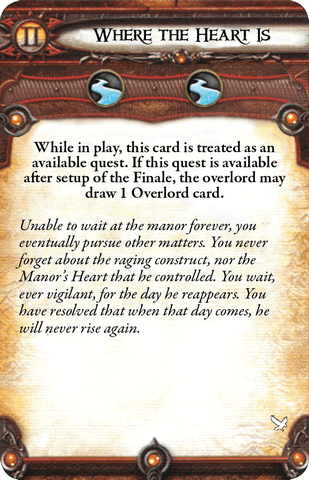 II
Where the Heart Is
While in play, this card is treated as an
available quest. If this quest is available
after setup of the Finale, the overlord may
draw 1 Overlord card.
Unable to wait at the manor forever, you
eventually pursue other matters. You never
forget about the raging construct, nor the
Manor's Heart that he controlled. You wait,
ever vigilant, for the day he reappears. You
have resolved that when that day comes, he
will never rise again.